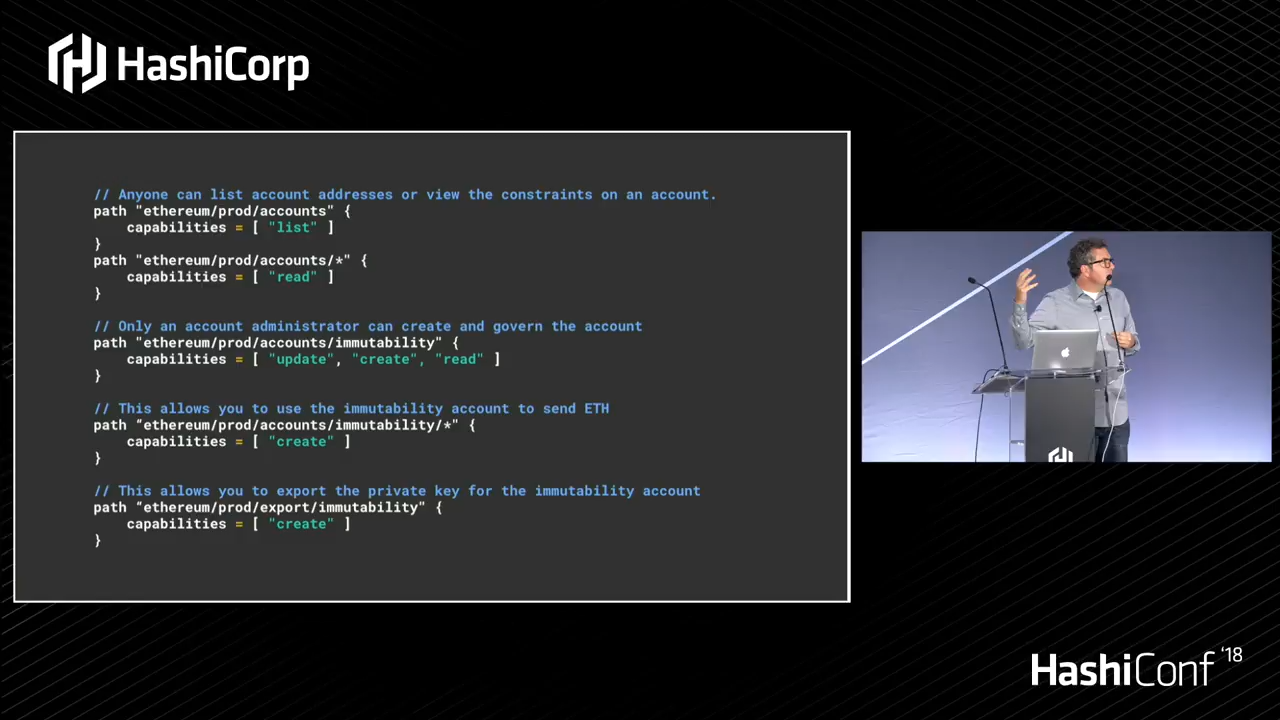 HashiCorp
// Anyone can list account addresses or view the constraints on an account.
path "ethereum/prod/accounts" {
capabilities = [ "list" ]
}
path "ethereum/prod/accounts/*" {
capabilities = [ "read" ]
}
// Only an account administrator can create and govern the account
path "ethereum/prod/accounts/immutability" {
capabilities = [ "update", "create", "read" ]
}
// This allows you to use the immutability account to send ETH
path “ethereum/prod/accounts/immutability/*" {
capabilities = [ "create" ]
}
// This allows you to export the private key for the immutability account
path “ethereum/prod/export/immutability" {
capabilities = [ "create" ]
}
HashiConf '18